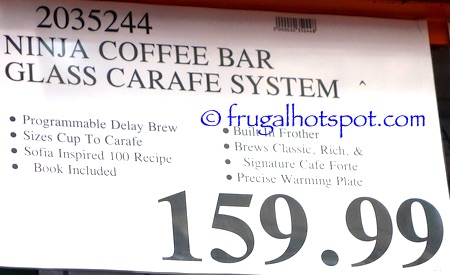 2035244
NINJA COFFEE BAR
GLASS CARAFE SYSTEM ^
• Programmable Delay Brew
• Sizes Cup To Carafe
• Sofia Inspired 100 Recipe
• Book Included
© frugalhotspot.com
• Built In Frother
• Brews Classic, Rich, &
• Signature Cafe Forte
• Precise Warming Plate
159.99